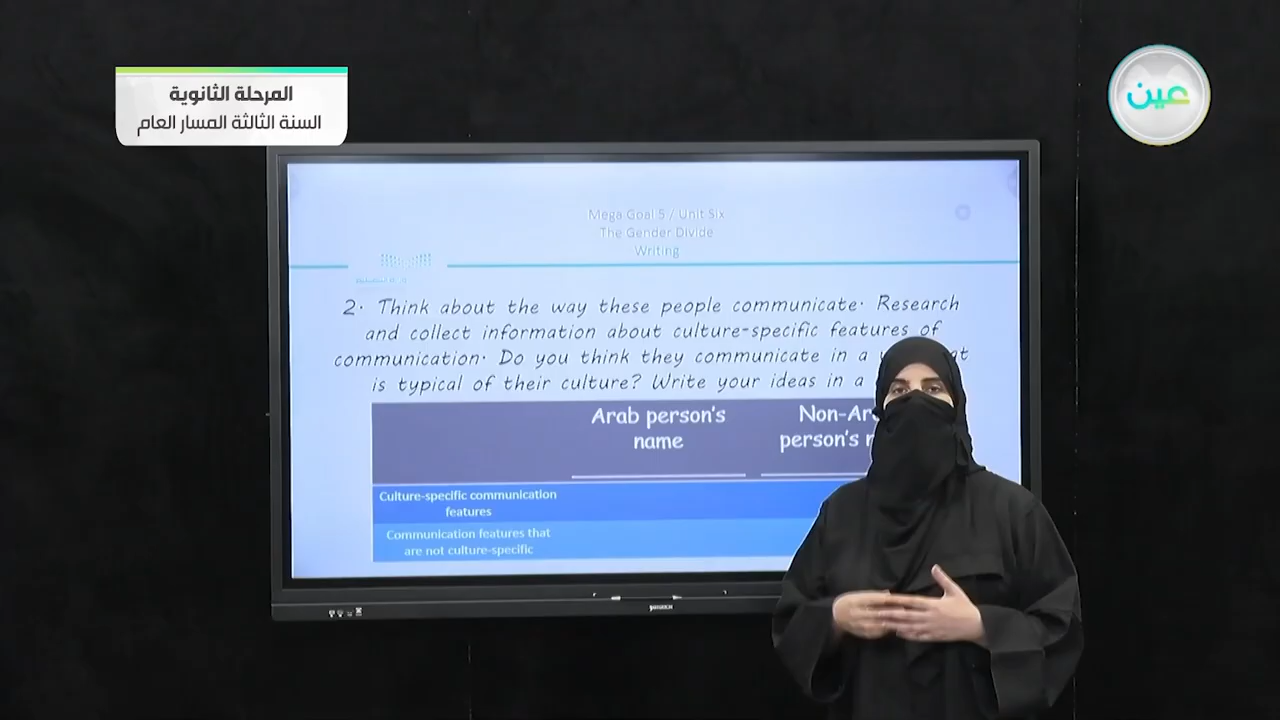 المرحلة الثانوية
السنة الثالثة المسار العام
عين
Mega Goal 5 / Unit Six
The Gender Divide
Writing
2. Think about the way these people communicate. Research
and collect information about culture-specific features of
communication. Do you think they communicate in a
is typical of their culture? Write your ideas in a
Arab person's
name
Non-Ar
person's
Culture-specific communication
features
Communication features that
are not culture-specific